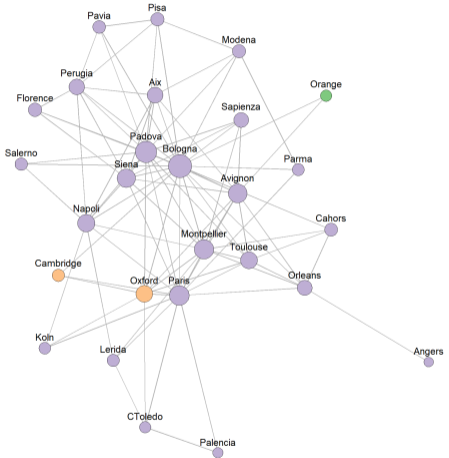 Pisa
Pavia
Modena
Perugia
Aix
Orange
Florence
Sapienza
Padova
Bologna
Salerno
Siena
Parma
Avignon
Napoli
Cahors
Montpellier
Toulouse
Cambridge
Oxford
Paris
Orleans
Koln
Lerida
Angers
CToledo
Palencia